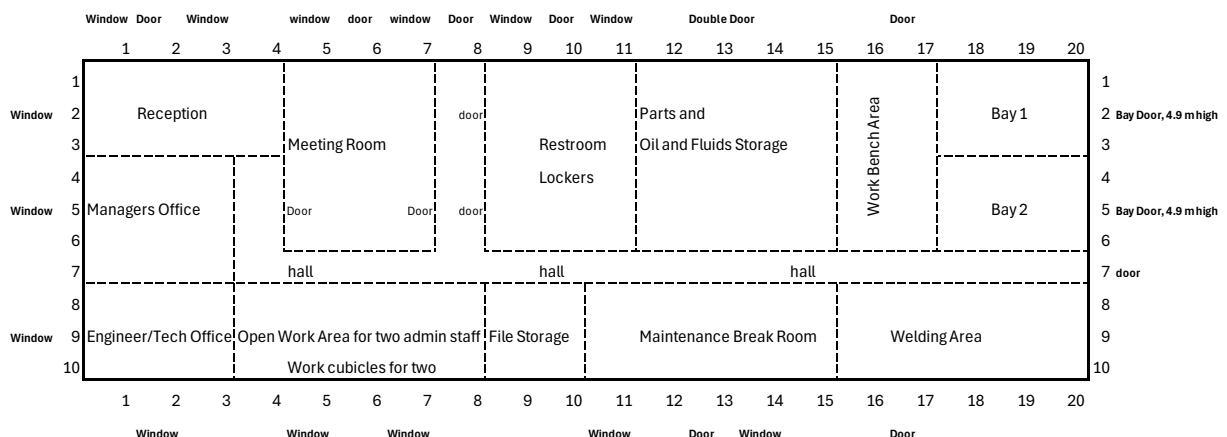 Window Door Window window door window Door Window Door Window Double Door Door
1 2 3 4 5 6 7 8 9 10 11 12 13 14 15 16 17 18 19 20
1 1
Window 2 Reception door Parts and Bay 1 2 Bay Door, 4.9 m high
3 Meeting Room Restroom Oil and Fluids Storage 3
Work Bench Area
4 Lockers 4
Window 5 Managers Office Door Door door Bay 2 5 Bay Door, 4.9 m high
6 6
7 hall hall hall 7 door
8 8
Window 9 Engineer/Tech Office Open Work Area for two admin staff File Storage Maintenance Break Room Welding Area 9
10 Work cubicles for two 10
1 2 3 4 5 6 7 8 9 10 11 12 13 14 15 16 17 18 19 20
Window Window Window Window Door Window Door